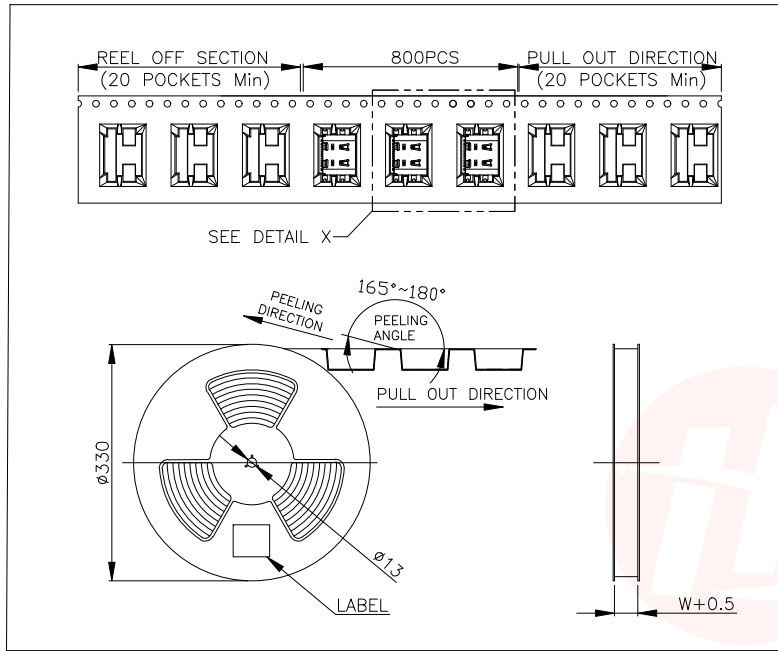 REEL OFF SECTION
(20 POCKETS Min)
800PCS
PULL OUT DIRECTION
(20 POCKETS Min)
SEE DETAIL X
165°~180°
PEELING
DIRECTION
PEELING
ANGLE
PULL OUT DIRECTION
ø330
ø13
LABEL
W+0.5